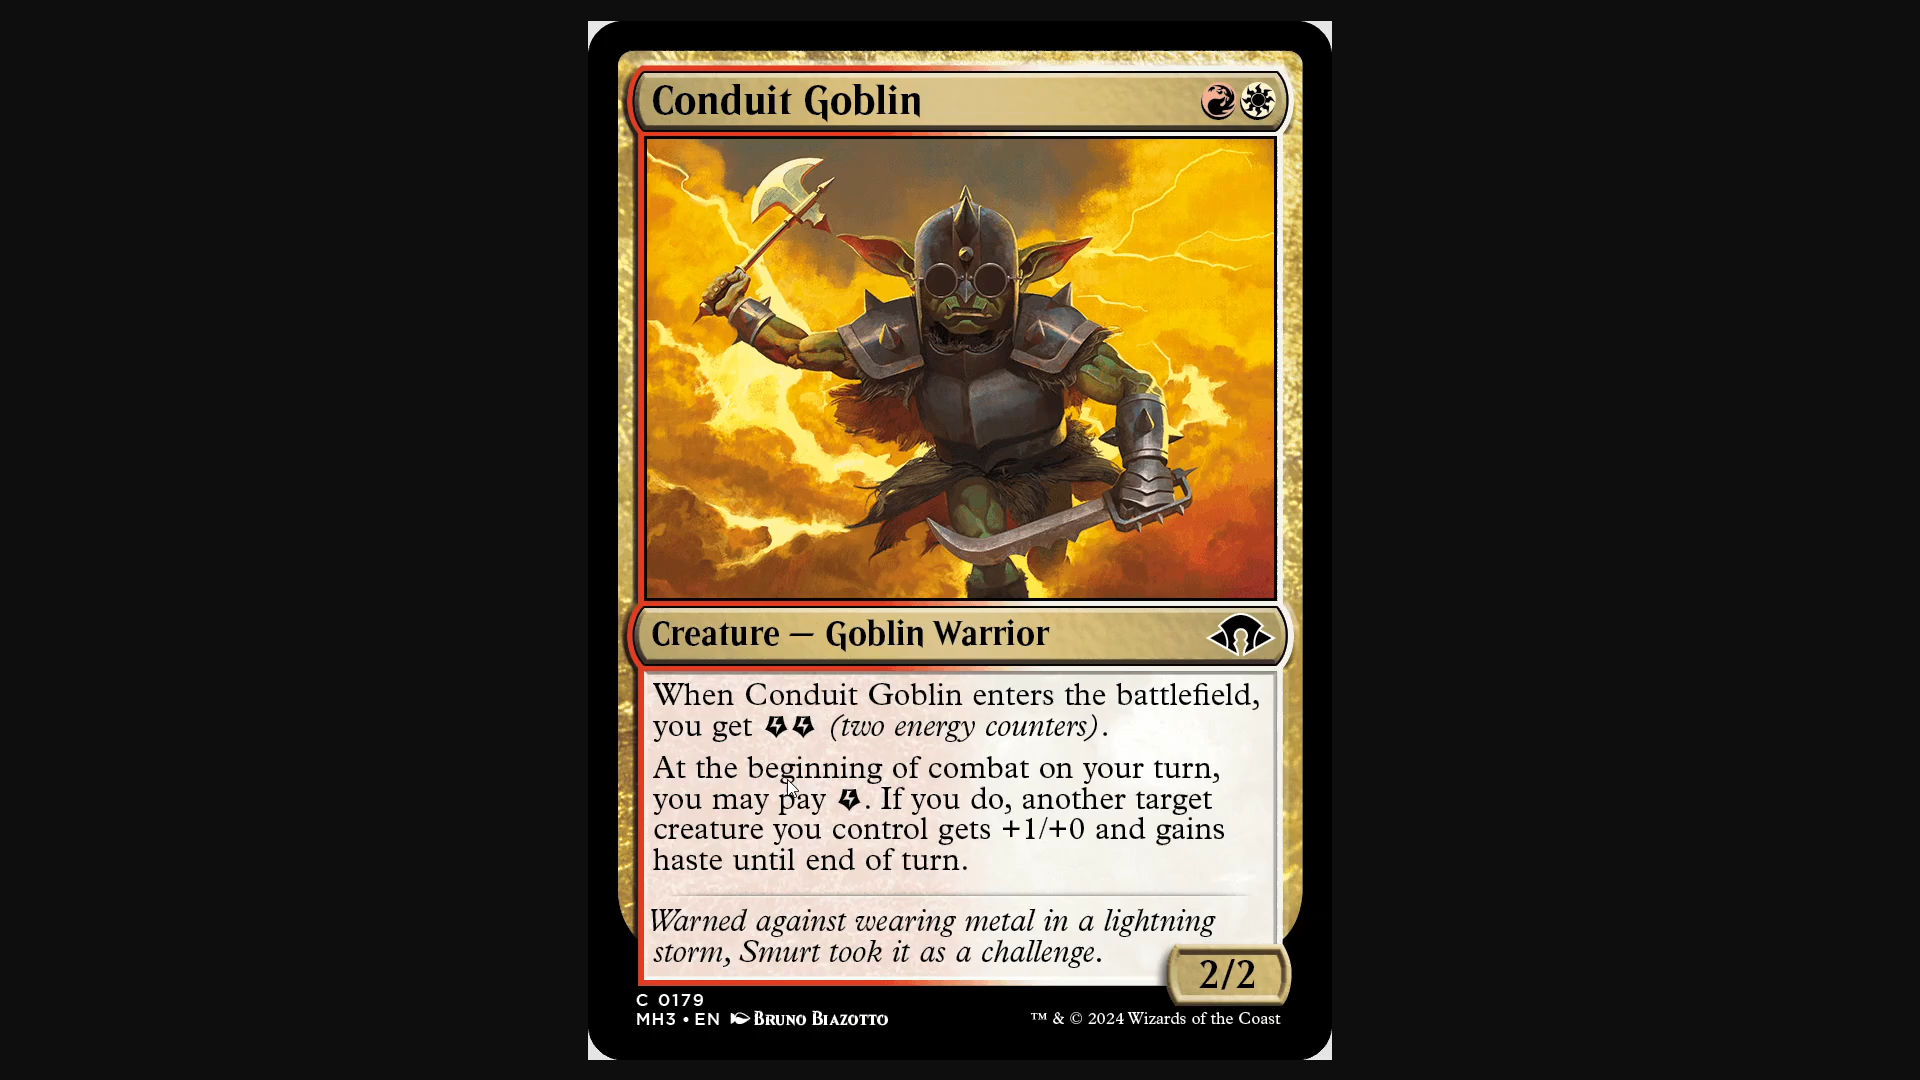 Conduit Goblin
Creature — Goblin Warrior
When Conduit Goblin enters the battlefield,
you get (two energy counters).
At the beginning of combat on your turn,
you may pay . If you do, another target
creature you control gets +1/+0 and gains
haste until end of turn.
Warned against wearing metal in a lightning
storm, Smurt took it as a challenge.
2/2
C 0179
MH3 • EN Bruno Biazotto
™ & © 2024 Wizards of the Coast